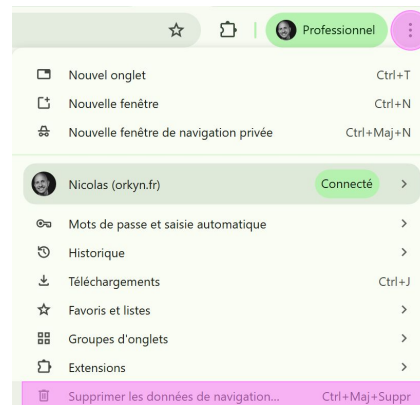 Professionnel
Nouvel onglet Ctrl+T
Nouvelle fenêtre Ctrl+N
Nouvelle fenêtre de navigation privée Ctrl+Maj+N
Nicolas (orkyn.fr) Connecté
Mots de passe et saisie automatique
Historique
Téléchargements Ctrl+J
Favoris et listes
Groupes d'onglets
Extensions
Supprimer les données de navigation... Ctrl+Maj+Suppr